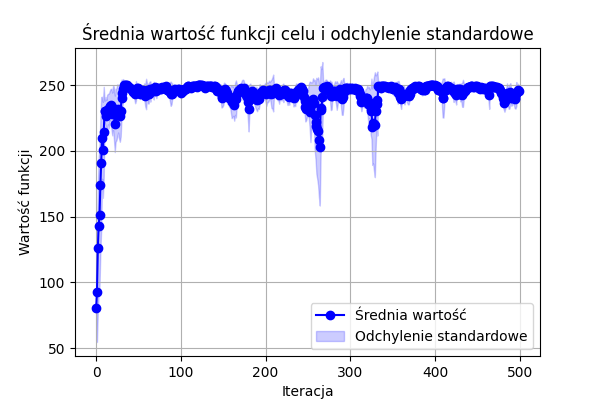 Średnia wartość funkcji celu i odchylenie standardowe
Wartość funkcji
250
200
150
100
50
0 100 200 300 400 500
Iteracja
Średnia wartość
Odchylenie standardowe